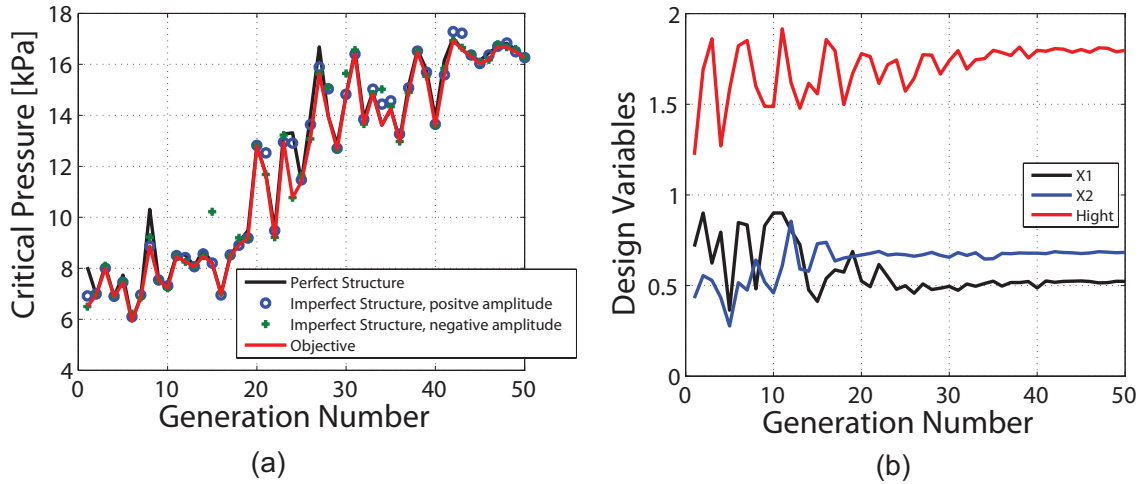 Critical Pressure [kPa]
18
16
14
12
10
8
6
4
Perfect Structure
Imperfect Structure, positve amplitude
Imperfect Structure, negative amplitude
Objective
0
10
20
30
40
50
Generation Number
(a)
Design Variables
2
1.5
1
0.5
0
X1
X2
Hight
0
10
20
30
40
50
Generation Number
(b)